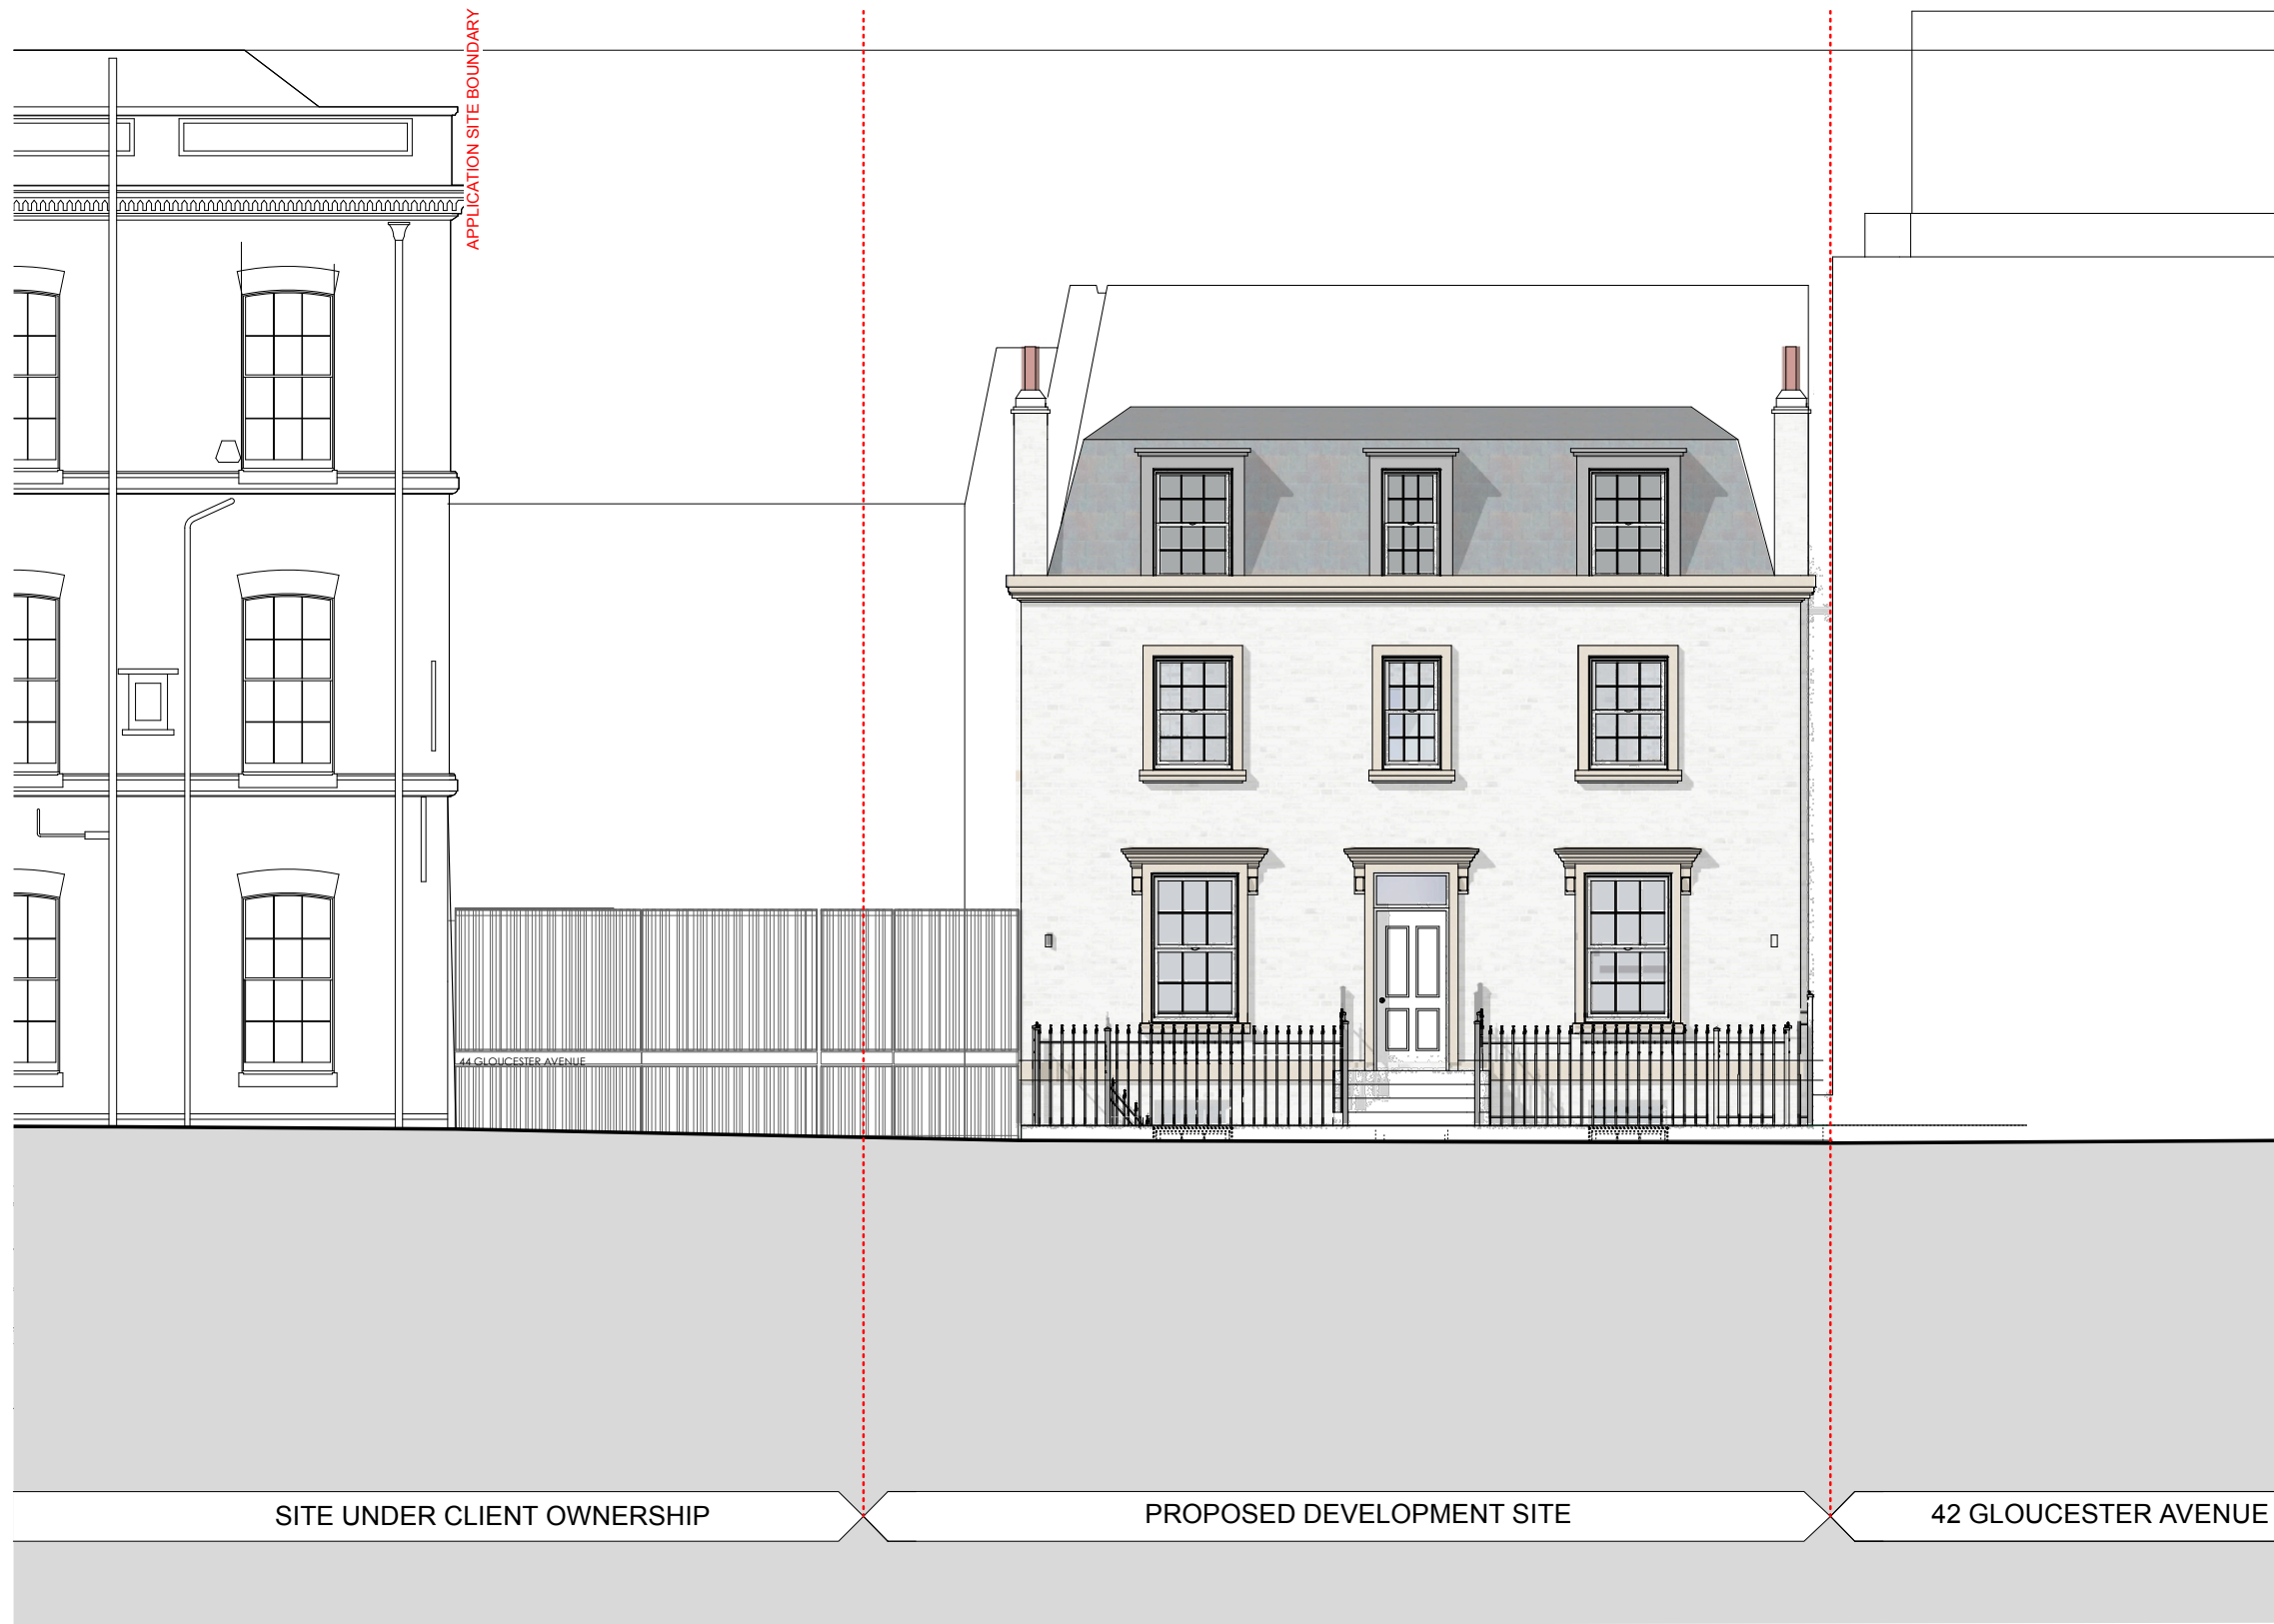 APPLICATION SITE BOUNDARY
44 GLOUCESTER AVENUE
SITE UNDER CLIENT OWNERSHIP
PROPOSED DEVELOPMENT SITE
42 GLOUCESTER AVENUE